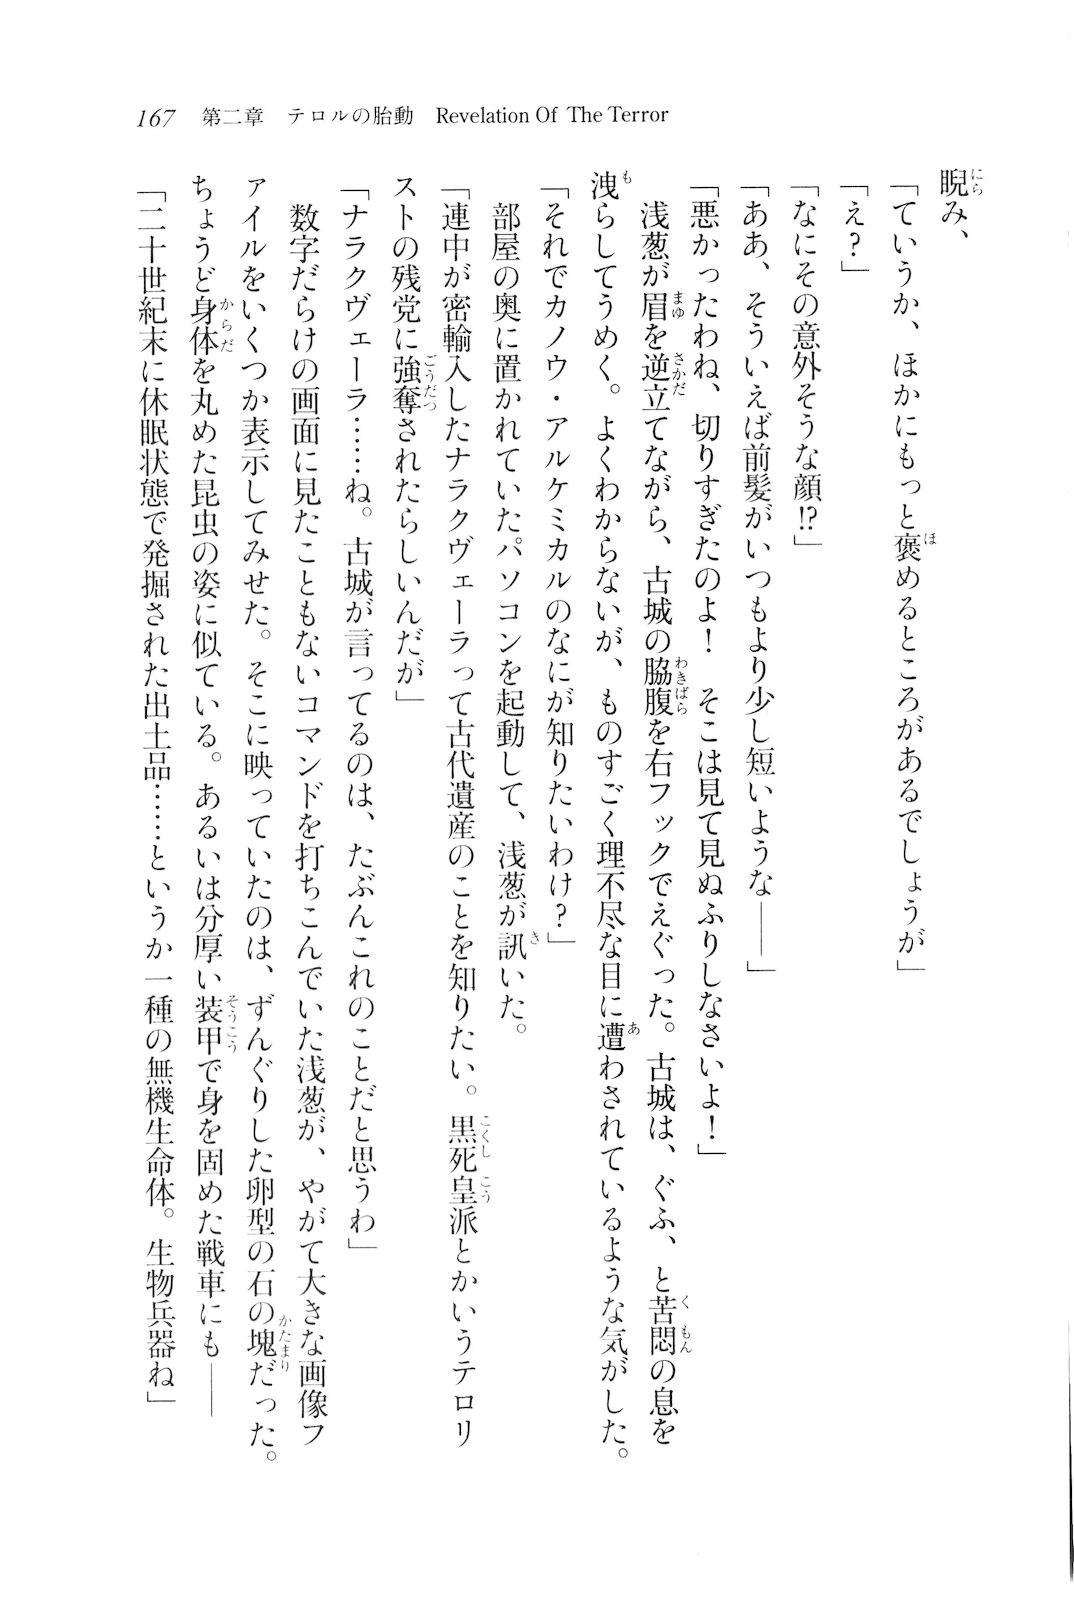 167 第二章 テロルの胎動 Revelation Of The Terror
睨み、
「ていうか、ほかにもっと褒めるところがあるでしょうが」
「え？」
「なにその意外そうな顔!?」
「ああ、そういえば前髪がいつもより少し短いような――」
「悪かったわね、切りすぎたのよ！　そこは見て見ぬふりしなさいよ！」
　浅葱が眉を逆立てながら、古城の脇腹を右フックでえぐった。古城は、ぐふ、と苦悶の息を
洩らしてうめく。よくわからないが、ものすごく理不尽な目に遭わされているような気がした。
「それでカノウ・アルケミカルのなにが知りたいわけ？」
　部屋の奥に置かれていたパソコンを起動して、浅葱が訊いた。
「連中が密輸入したナラクヴェーラって古代遺産のことを知りたい。黒死皇派とかいうテロリ
ストの残党に強奪されたらしいんだが」
「ナラクヴェーラ……ね。古城が言ってるのは、たぶんこれのことだと思うわ」
　数字だらけの画面に見たこともないコマンドを打ちこんでいた浅葱が、やがて大きな画像フ
ァイルをいくつか表示してみせた。そこに映っていたのは、ずんぐりした卵型の石の塊だった。
ちょうど身体を丸めた昆虫の姿に似ている。あるいは分厚い装甲で身を固めた戦車にも――
「二十世紀末に休眠状態で発掘された出土品……というか一種の無機生命体。生物兵器ね」